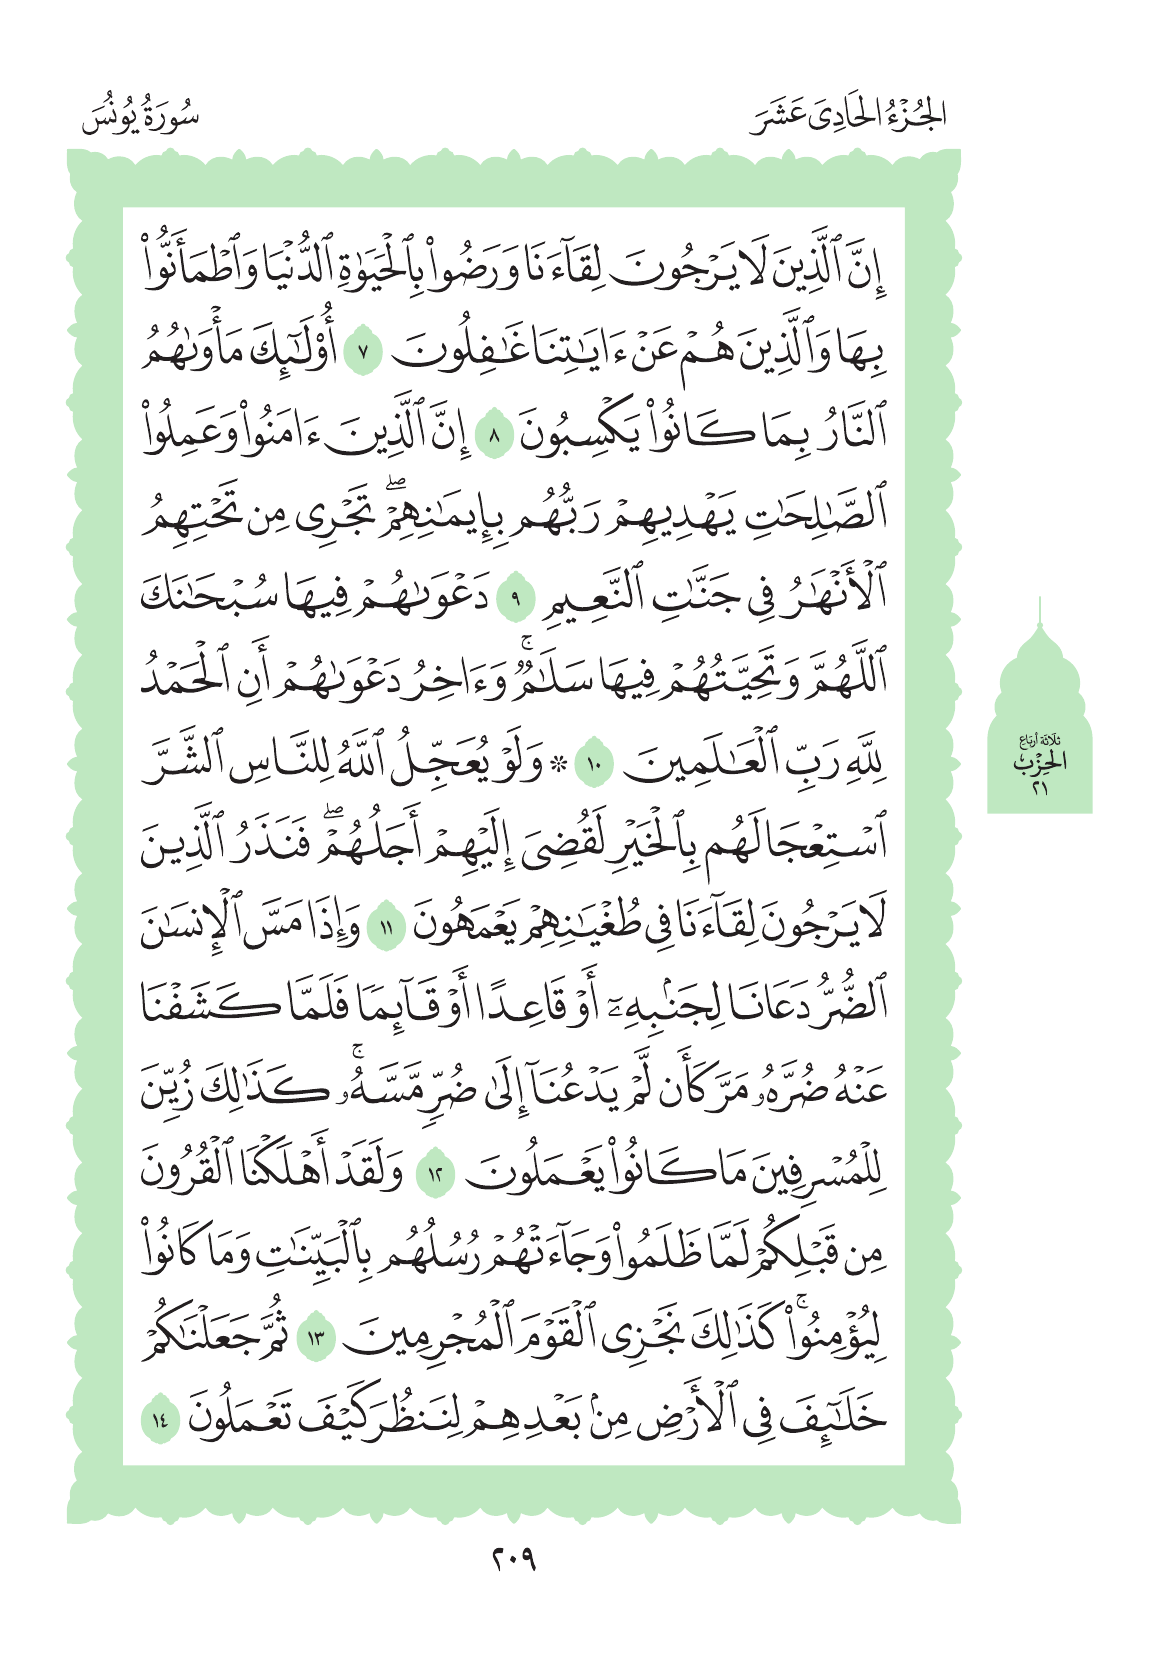 الجُزْءُ الحَادِىَ عَشَرَ
سُورَةُ يُونُسَ
إِنَّ ٱلَّذِينَ لَا يَرۡجُونَ لِقَآءَنَا وَرَضُواْ بِٱلۡحَيَوٰةِ ٱلدُّنۡيَا وَٱطۡمَأَنُّواْ
بِهَا وَٱلَّذِينَ هُمۡ عَنۡ ءَايَٰتِنَا غَٰفِلُونَ ٧ أُوْلَٰٓئِكَ مَأۡوَىٰهُمُ
ٱلنَّارُ بِمَا كَانُواْ يَكۡسِبُونَ ٨ إِنَّ ٱلَّذِينَ ءَامَنُواْ وَعَمِلُواْ
ٱلصَّٰلِحَٰتِ يَهۡدِيهِمۡ رَبُّهُم بِإِيمَٰنِهِمۡۖ تَجۡرِي مِن تَحۡتِهِمُ
ٱلۡأَنۡهَٰرُ فِي جَنَّٰتِ ٱلنَّعِيمِ ٩ دَعۡوَىٰهُمۡ فِيهَا سُبۡحَٰنَكَ
ٱللَّهُمَّ وَتَحِيَّتُهُمۡ فِيهَا سَلَٰمٞۚ وَءَاخِرُ دَعۡوَىٰهُمۡ أَنِ ٱلۡحَمۡدُ
لِلَّهِ رَبِّ ٱلۡعَٰلَمِينَ ١٠ ۞ وَلَوۡ يُعَجِّلُ ٱللَّهُ لِلنَّاسِ ٱلشَّرَّ
ٱسۡتِعۡجَالَهُم بِٱلۡخَيۡرِ لَقُضِيَ إِلَيۡهِمۡ أَجَلُهُمۡۖ فَنَذَرُ ٱلَّذِينَ
لَا يَرۡجُونَ لِقَآءَنَا فِي طُغۡيَٰنِهِمۡ يَعۡمَهُونَ ١١ وَإِذَا مَسَّ ٱلۡإِنسَٰنَ
ٱلضُّرُّ دَعَانَا لِجَنۢبِهِۦٓ أَوۡ قَاعِدًا أَوۡ قَآئِمٗا فَلَمَّا كَشَفۡنَا
عَنۡهُ ضُرَّهُۥ مَرَّ كَأَن لَّمۡ يَدۡعُنَآ إِلَىٰ ضُرّٖ مَّسَّهُۥۚ كَذَٰلِكَ زُيِّنَ
لِلۡمُسۡرِفِينَ مَا كَانُواْ يَعۡمَلُونَ ١٢ وَلَقَدۡ أَهۡلَكۡنَا ٱلۡقُرُونَ
مِن قَبۡلِكُمۡ لَمَّا ظَلَمُواْ وَجَآءَتۡهُمۡ رُسُلُهُم بِٱلۡبَيِّنَٰتِ وَمَا كَانُواْ
لِيُؤۡمِنُواْۚ كَذَٰلِكَ نَجۡزِي ٱلۡقَوۡمَ ٱلۡمُجۡرِمِينَ ١٣ ثُمَّ جَعَلۡنَٰكُمۡ
خَلَٰٓئِفَ فِي ٱلۡأَرۡضِ مِنۢ بَعۡدِهِمۡ لِنَنظُرَ كَيۡفَ تَعۡمَلُونَ ١٤
ثَلَاثَة أَرْبَاع
الحِزْب
٢١
٢٠٩